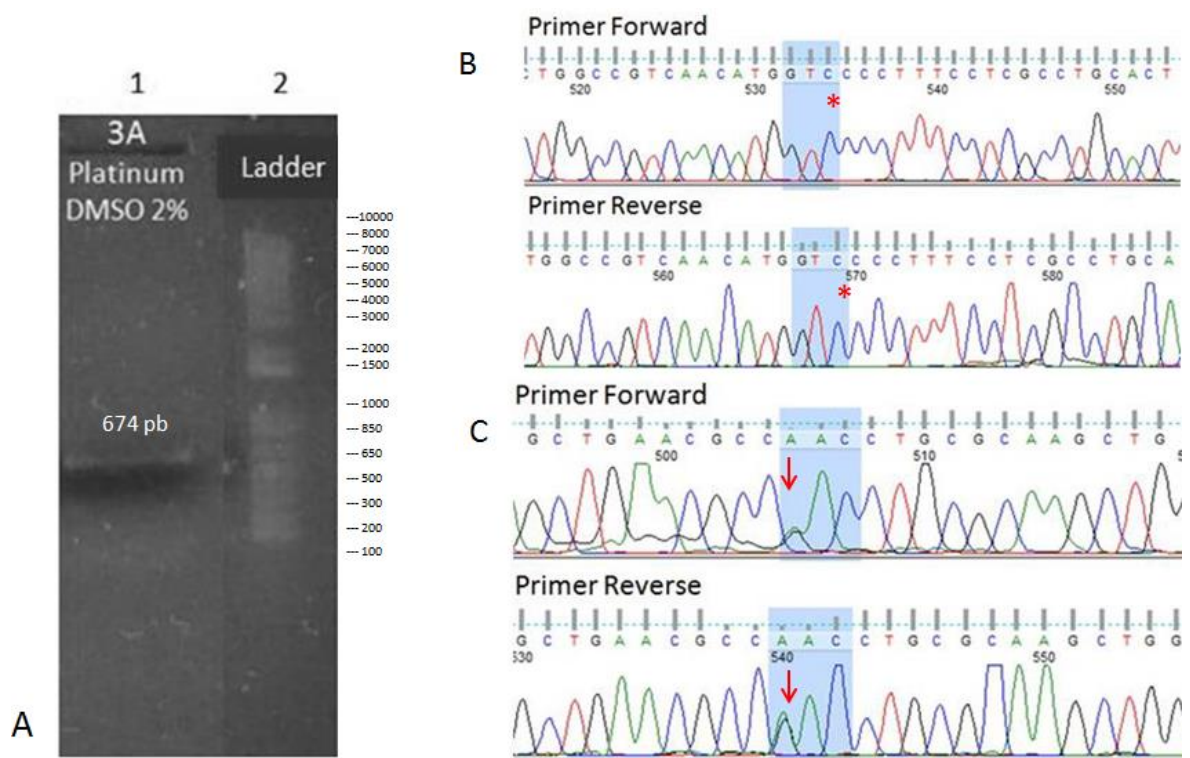 A
1 2
3A
Platinum
DMSO 2%
Ladder
674 pb
---10000
--- 8000
--- 7000
--- 6000
--- 5000
--- 4000
--- 3000
--- 2000
--- 1500
--- 1000
--- 850
--- 650
--- 500
--- 300
--- 200
--- 100
B
Primer Forward
C T G G C C G T C A A C A T G G T C C C C T T T C C T C G C C T G C A C T
520 530 540 550
*
Primer Reverse
T G G C C G T C A A C A T G G T C C C C T T T C C T C G C C T G C A
560 570 580
*
C
Primer Forward
G C T G A A C G C C A A C C T G C G C A A G C T G
500 510 5
Primer Reverse
G C T G A A C G C C A A C C T G C G C A A G C T G G
530 540 550